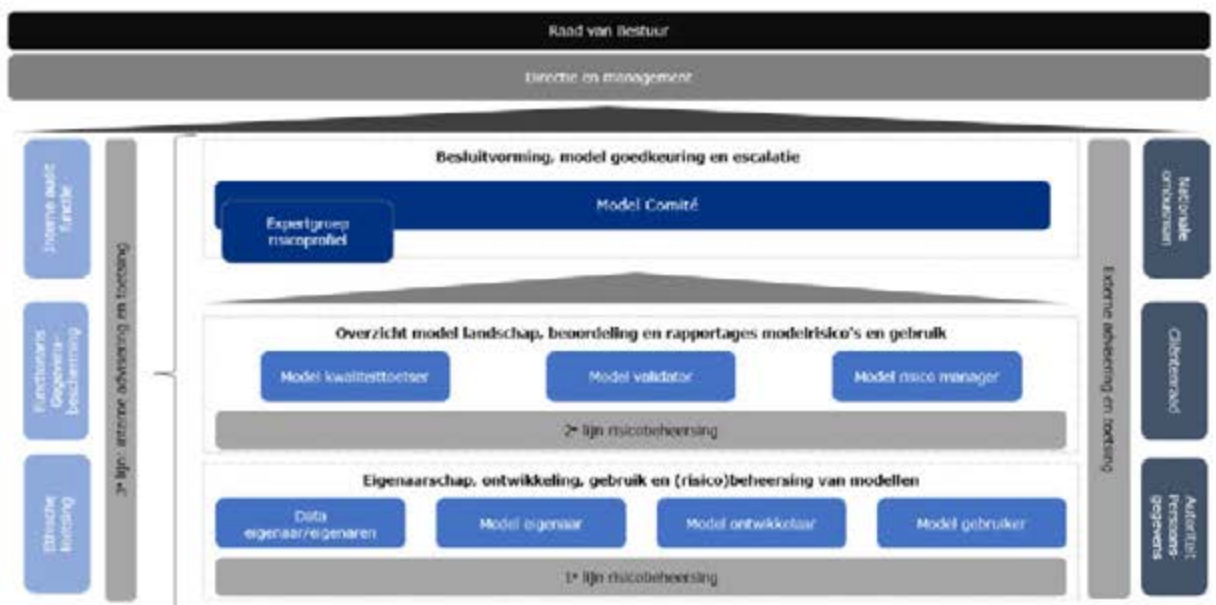 Raad van Bestuur
Directie en management
Interne audit
functie
Functionaris
Gegevens-
bescherming
Ethische
toetsing
3e lijn: interne advisering en toetsing
Besluitvorming, model goedkeuring en escalatie
Model Comité
Expertgroep
risicoprofiel
Overzicht model landschap, beoordeling en rapportages modelrisico's en gebruik
Model kwaliteittoetser
Model validator
Model risico manager
2e lijn risicobeheersing
Eigenaarschap, ontwikkeling, gebruik en (risico)beheersing van modellen
Data
eigenaar/eigenaren
Model eigenaar
Model ontwikkelaar
Model gebruiker
1e lijn risicobeheersing
Externe advisering en toetsing
Nationale
ombudsman
Cliëntenraad
Autoriteit
Persoons-
gegevens